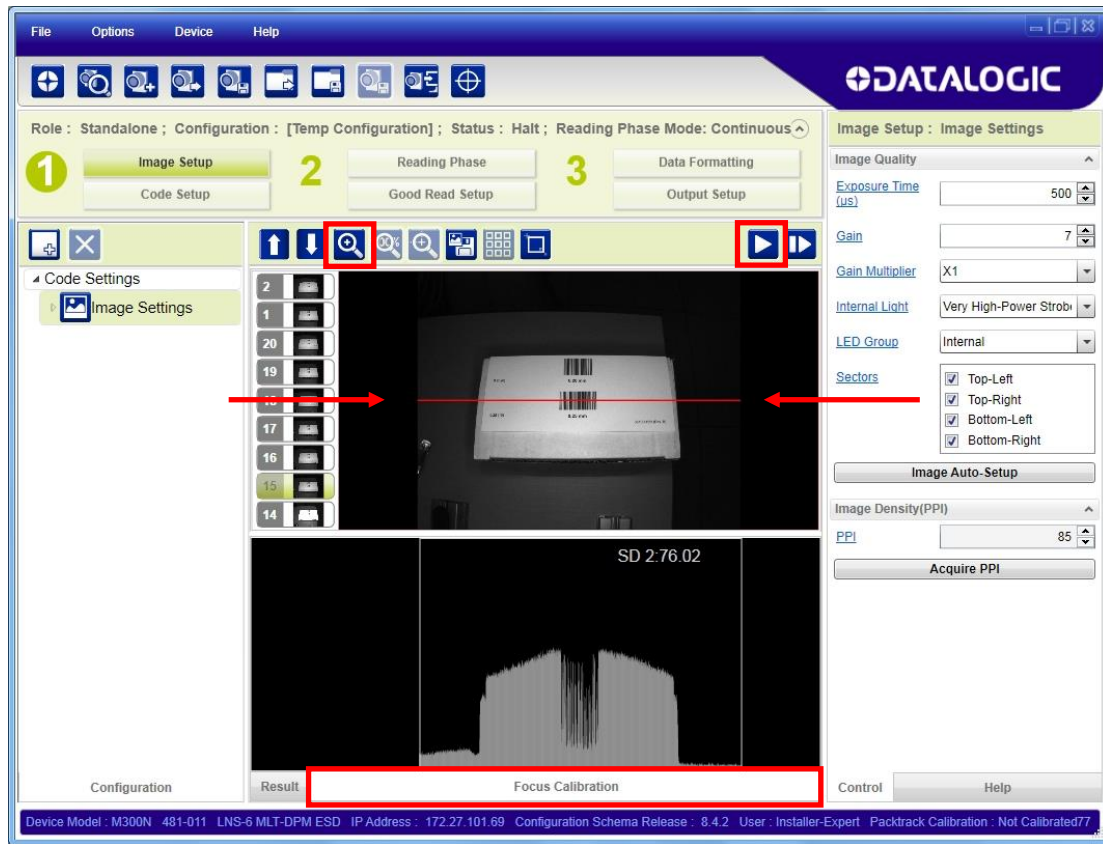 File Options Device Help
DATALOGIC
Role : Standalone ; Configuration : [Temp Configuration] ; Status : Halt ; Reading Phase Mode: Continuous
1 Image Setup 2 Reading Phase 3 Data Formatting
Code Setup Good Read Setup Output Setup
Code Settings
Image Settings
2
1
20
19
18
17
16
15
14
0.35 mm
SD 2:76.02
Configuration
Result Focus Calibration
Image Setup : Image Settings
Image Quality
Exposure Time
(µs) 500
Gain 7
Gain Multiplier X1
Internal Light Very High-Power Strob
LED Group Internal
Sectors Top-Left
Top-Right
Bottom-Left
Bottom-Right
Image Auto-Setup
Image Density(PPI)
PPI 85
Acquire PPI
Control Help
Device Model : M300N 481-011 LNS-6 MLT-DPM ESD IP Address : 172.27.101.69 Configuration Schema Release : 8.4.2 User : Installer-Expert Packtrack Calibration : Not Calibrated77